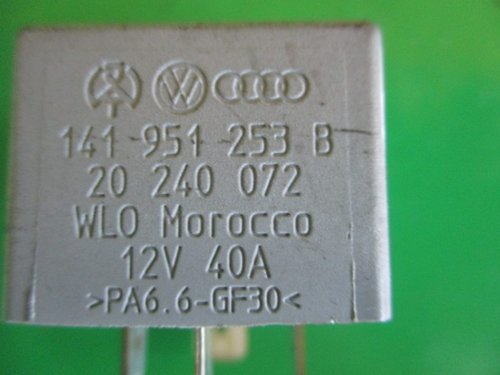 141 951 253 B
20 240 072
WLO Morocco
12V 40A
>PA6.6-GF30<